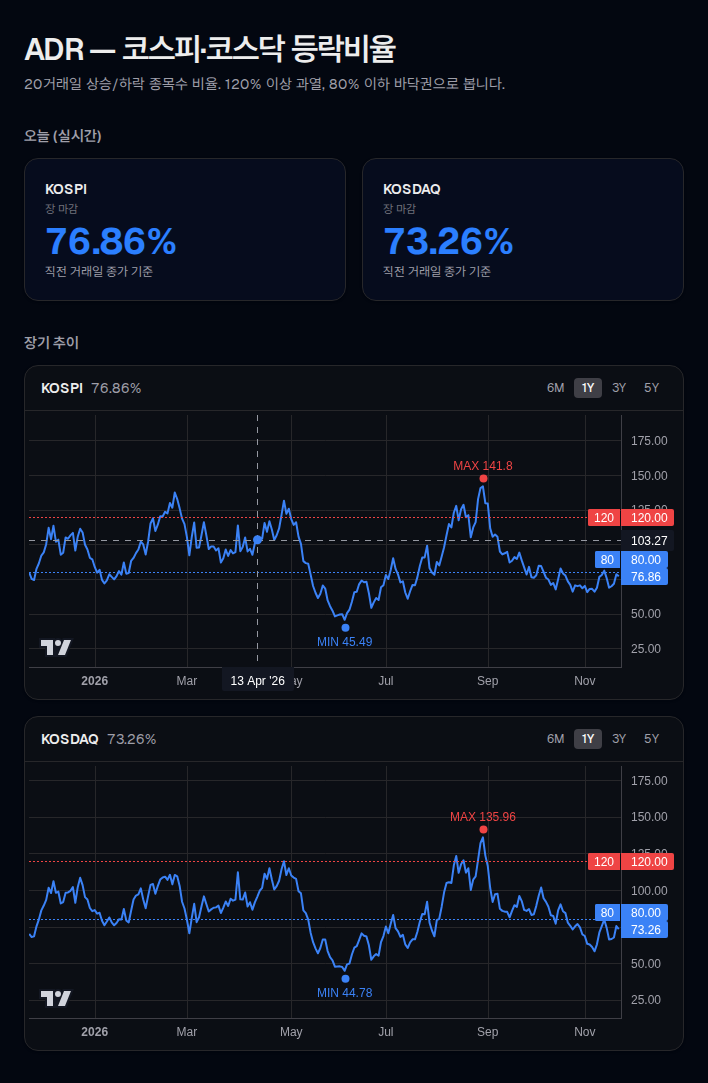 ADR — 코스피·코스닥 등락비율
20거래일 상승/하락 종목수 비율. 120% 이상 과열, 80% 이하 바닥권으로 봅니다.
오늘 (실시간)
KOSPI
장 마감
76.86%
직전 거래일 종가 기준
KOSDAQ
장 마감
73.26%
직전 거래일 종가 기준
장기 추이
KOSPI 76.86%
6M 1Y 3Y 5Y
175.00
MAX 141.8
150.00
120 120.00
103.27
80 80.00
76.86
50.00
MIN 45.49
25.00
2026 Mar 13 Apr '26 Jul Sep Nov
KOSDAQ 73.26%
6M 1Y 3Y 5Y
175.00
MAX 135.96
150.00
125.00
120 120.00
100.00
80 80.00
73.26
50.00
MIN 44.78
25.00
2026 Mar May Jul Sep Nov